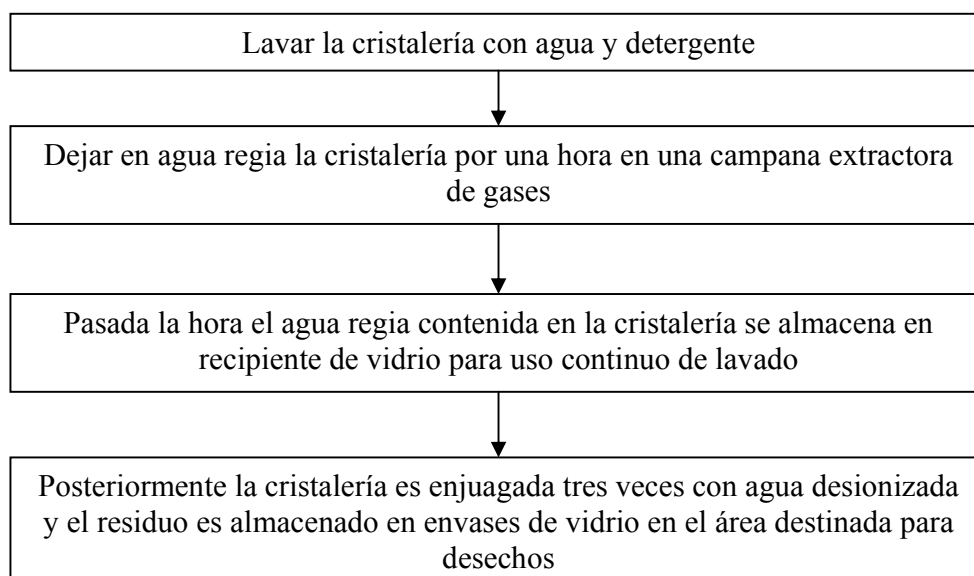 Lavar la cristalería con agua y detergente
Dejar en agua regia la cristalería por una hora en una campana extractora
de gases
Pasada la hora el agua regia contenida en la cristalería se almacena en
recipiente de vidrio para uso continuo de lavado
Posteriormente la cristalería es enjuagada tres veces con agua desionizada
y el residuo es almacenado en envases de vidrio en el área destinada para
desechos